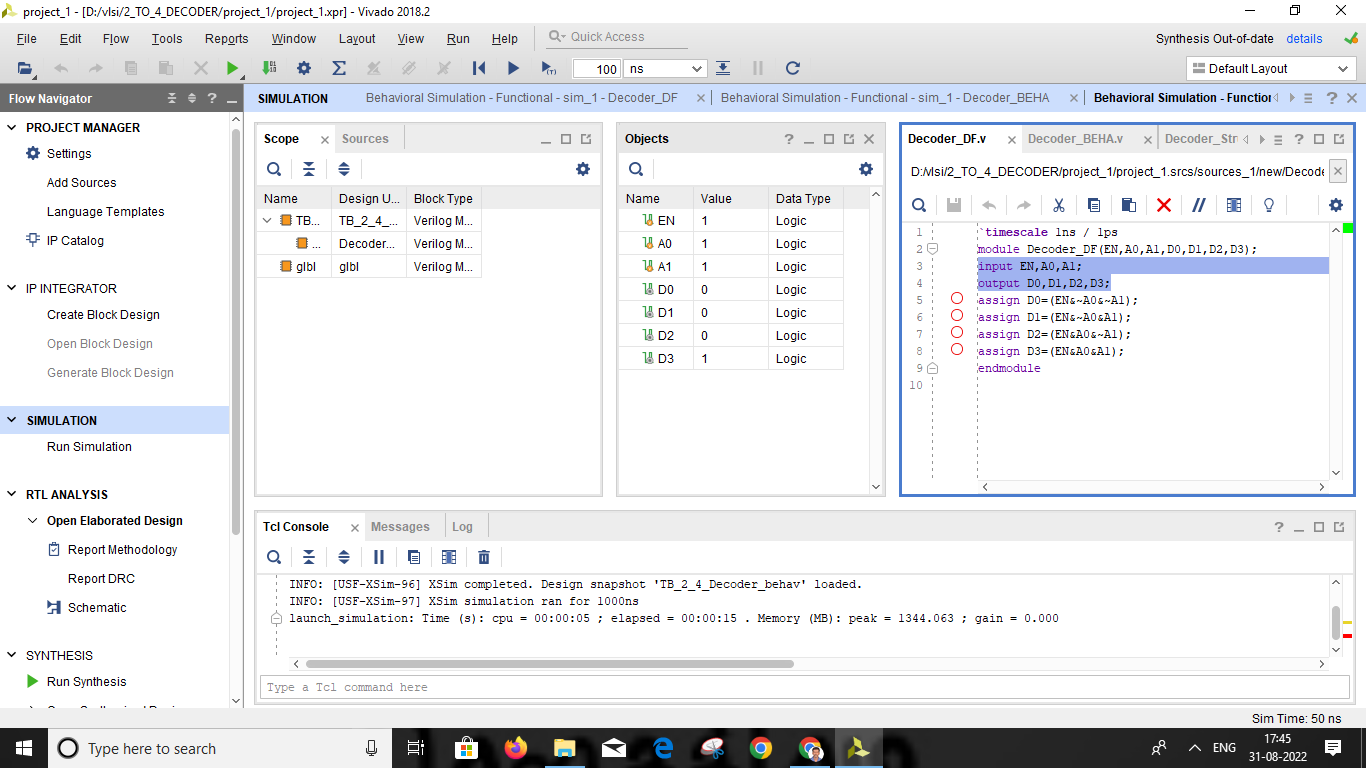 project_1 - [D:/vlsi/2_TO_4_DECODER/project_1/project_1.xpr] - Vivado 2018.2
File Edit Flow Tools Reports Window Layout View Run Help Quick Access
Synthesis Out-of-date details
100 ns
Default Layout
Flow Navigator
PROJECT MANAGER
Settings
Add Sources
Language Templates
IP Catalog
IP INTEGRATOR
Create Block Design
Open Block Design
Generate Block Design
SIMULATION
Run Simulation
RTL ANALYSIS
Open Elaborated Design
Report Methodology
Report DRC
Schematic
SYNTHESIS
Run Synthesis
SIMULATION Behavioral Simulation - Functional - sim_1 - Decoder_DF Behavioral Simulation - Functional - sim_1 - Decoder_BEHA Behavioral Simulation - Function
Scope Sources
Name Design U... Block Type
TB... TB_2_4_... Verilog M...
... Decoder... Verilog M...
glbl glbl Verilog M...
Objects
Name Value Data Type
EN 1 Logic
A0 1 Logic
A1 1 Logic
D0 0 Logic
D1 0 Logic
D2 0 Logic
D3 1 Logic
Decoder_DF.v Decoder_BEHA.v Decoder_Str
D:/vlsi/2_TO_4_DECODER/project_1/project_1.srcs/sources_1/new/Decode
1 `timescale 1ns / 1ps
2 module Decoder_DF(EN,A0,A1,D0,D1,D2,D3);
3 input EN,A0,A1;
4 output D0,D1,D2,D3;
5 assign D0=(EN&~A0&~A1);
6 assign D1=(EN&~A0&A1);
7 assign D2=(EN&A0&~A1);
8 assign D3=(EN&A0&A1);
9 endmodule
10
Tcl Console Messages Log
INFO: [USF-XSim-96] XSim completed. Design snapshot 'TB_2_4_Decoder_behav' loaded.
INFO: [USF-XSim-97] XSim simulation ran for 1000ns
launch_simulation: Time (s): cpu = 00:00:05 ; elapsed = 00:00:15 . Memory (MB): peak = 1344.063 ; gain = 0.000
Type a Tcl command here
Sim Time: 50 ns
Type here to search
ENG
17:45
31-08-2022